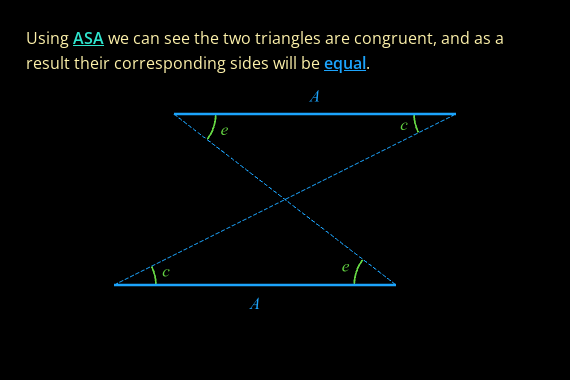 Using ASA we can see the two triangles are congruent, and as a
result their corresponding sides will be equal.
A
e
c
c
e
A